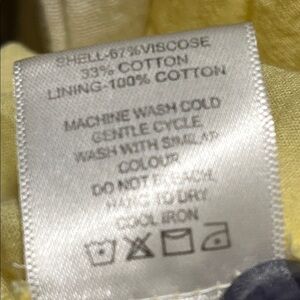 SHELL-67%VISCOSE
33% COTTON
LINING-100% COTTON
MACHINE WASH COLD
GENTLE CYCLE
WASH WITH SIMILAR
COLOUR
DO NOT BLEACH,
HANG TO DRY
COOL IRON